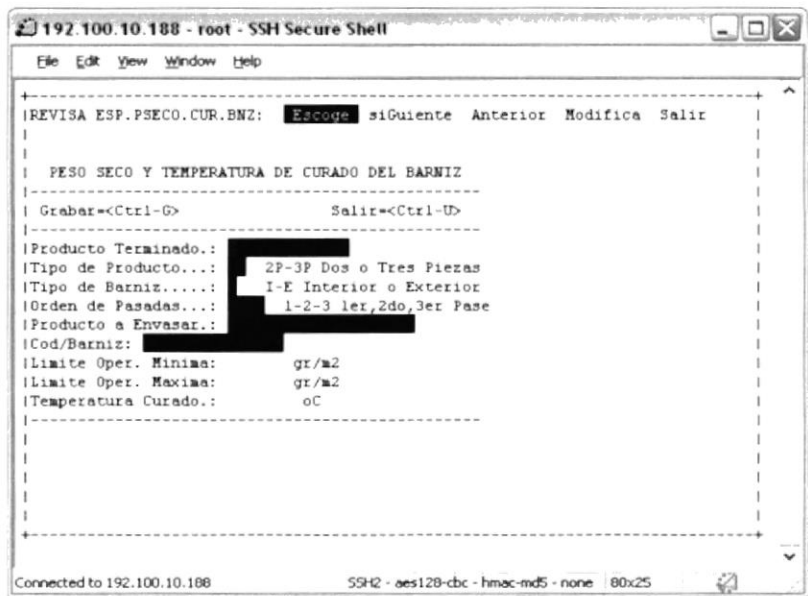 192.100.10.188 - root - SSH Secure Shell
File Edit View Window Help
REVISA ESP.PSECO.CUR.BNZ: Escoge siGuiente Anterior Modifica Salir
PESO SECO Y TEMPERATURA DE CURADO DEL BARNIZ
Grabar=<Ctrl-G> Salir=<Ctrl-U>
Producto Terminado.:
Tipo de Producto...: 2P-3P Dos o Tres Piezas
Tipo de Barniz.....: I-E Interior o Exterior
Orden de Pasadas...: 1-2-3 1er,2do,3er Pase
Producto a Envasar.:
Cod/Barniz:
Limite Oper. Minima: gr/m2
Limite Oper. Maxima: gr/m2
Temperatura Curado.: oC
Connected to 192.100.10.188 SSH2 - aes128-cbc - hmac-md5 - none 80x25